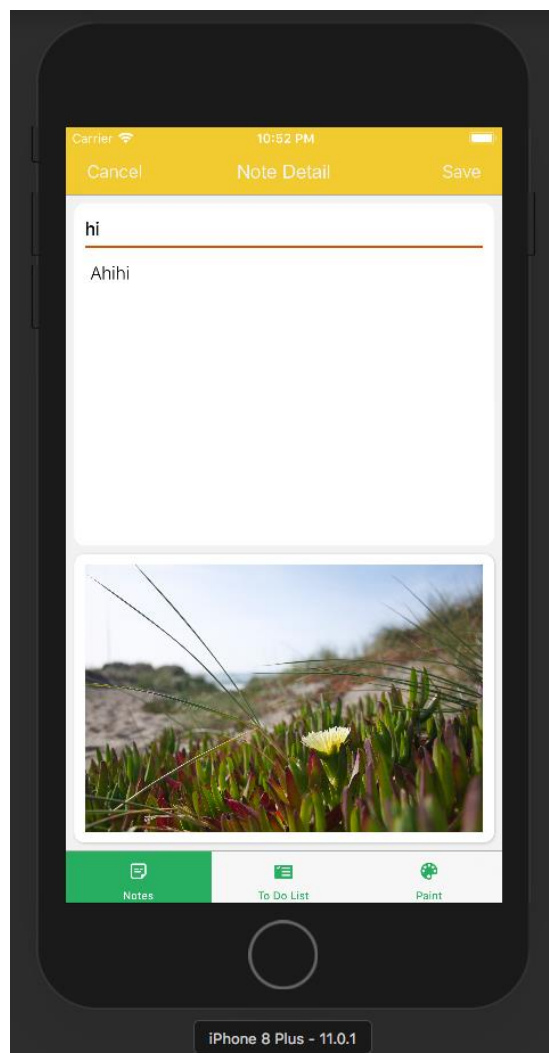 Carrier 10:52 PM
Cancel Note Detail Save
hi
Ahihi
Notes To Do List Paint
iPhone 8 Plus - 11.0.1